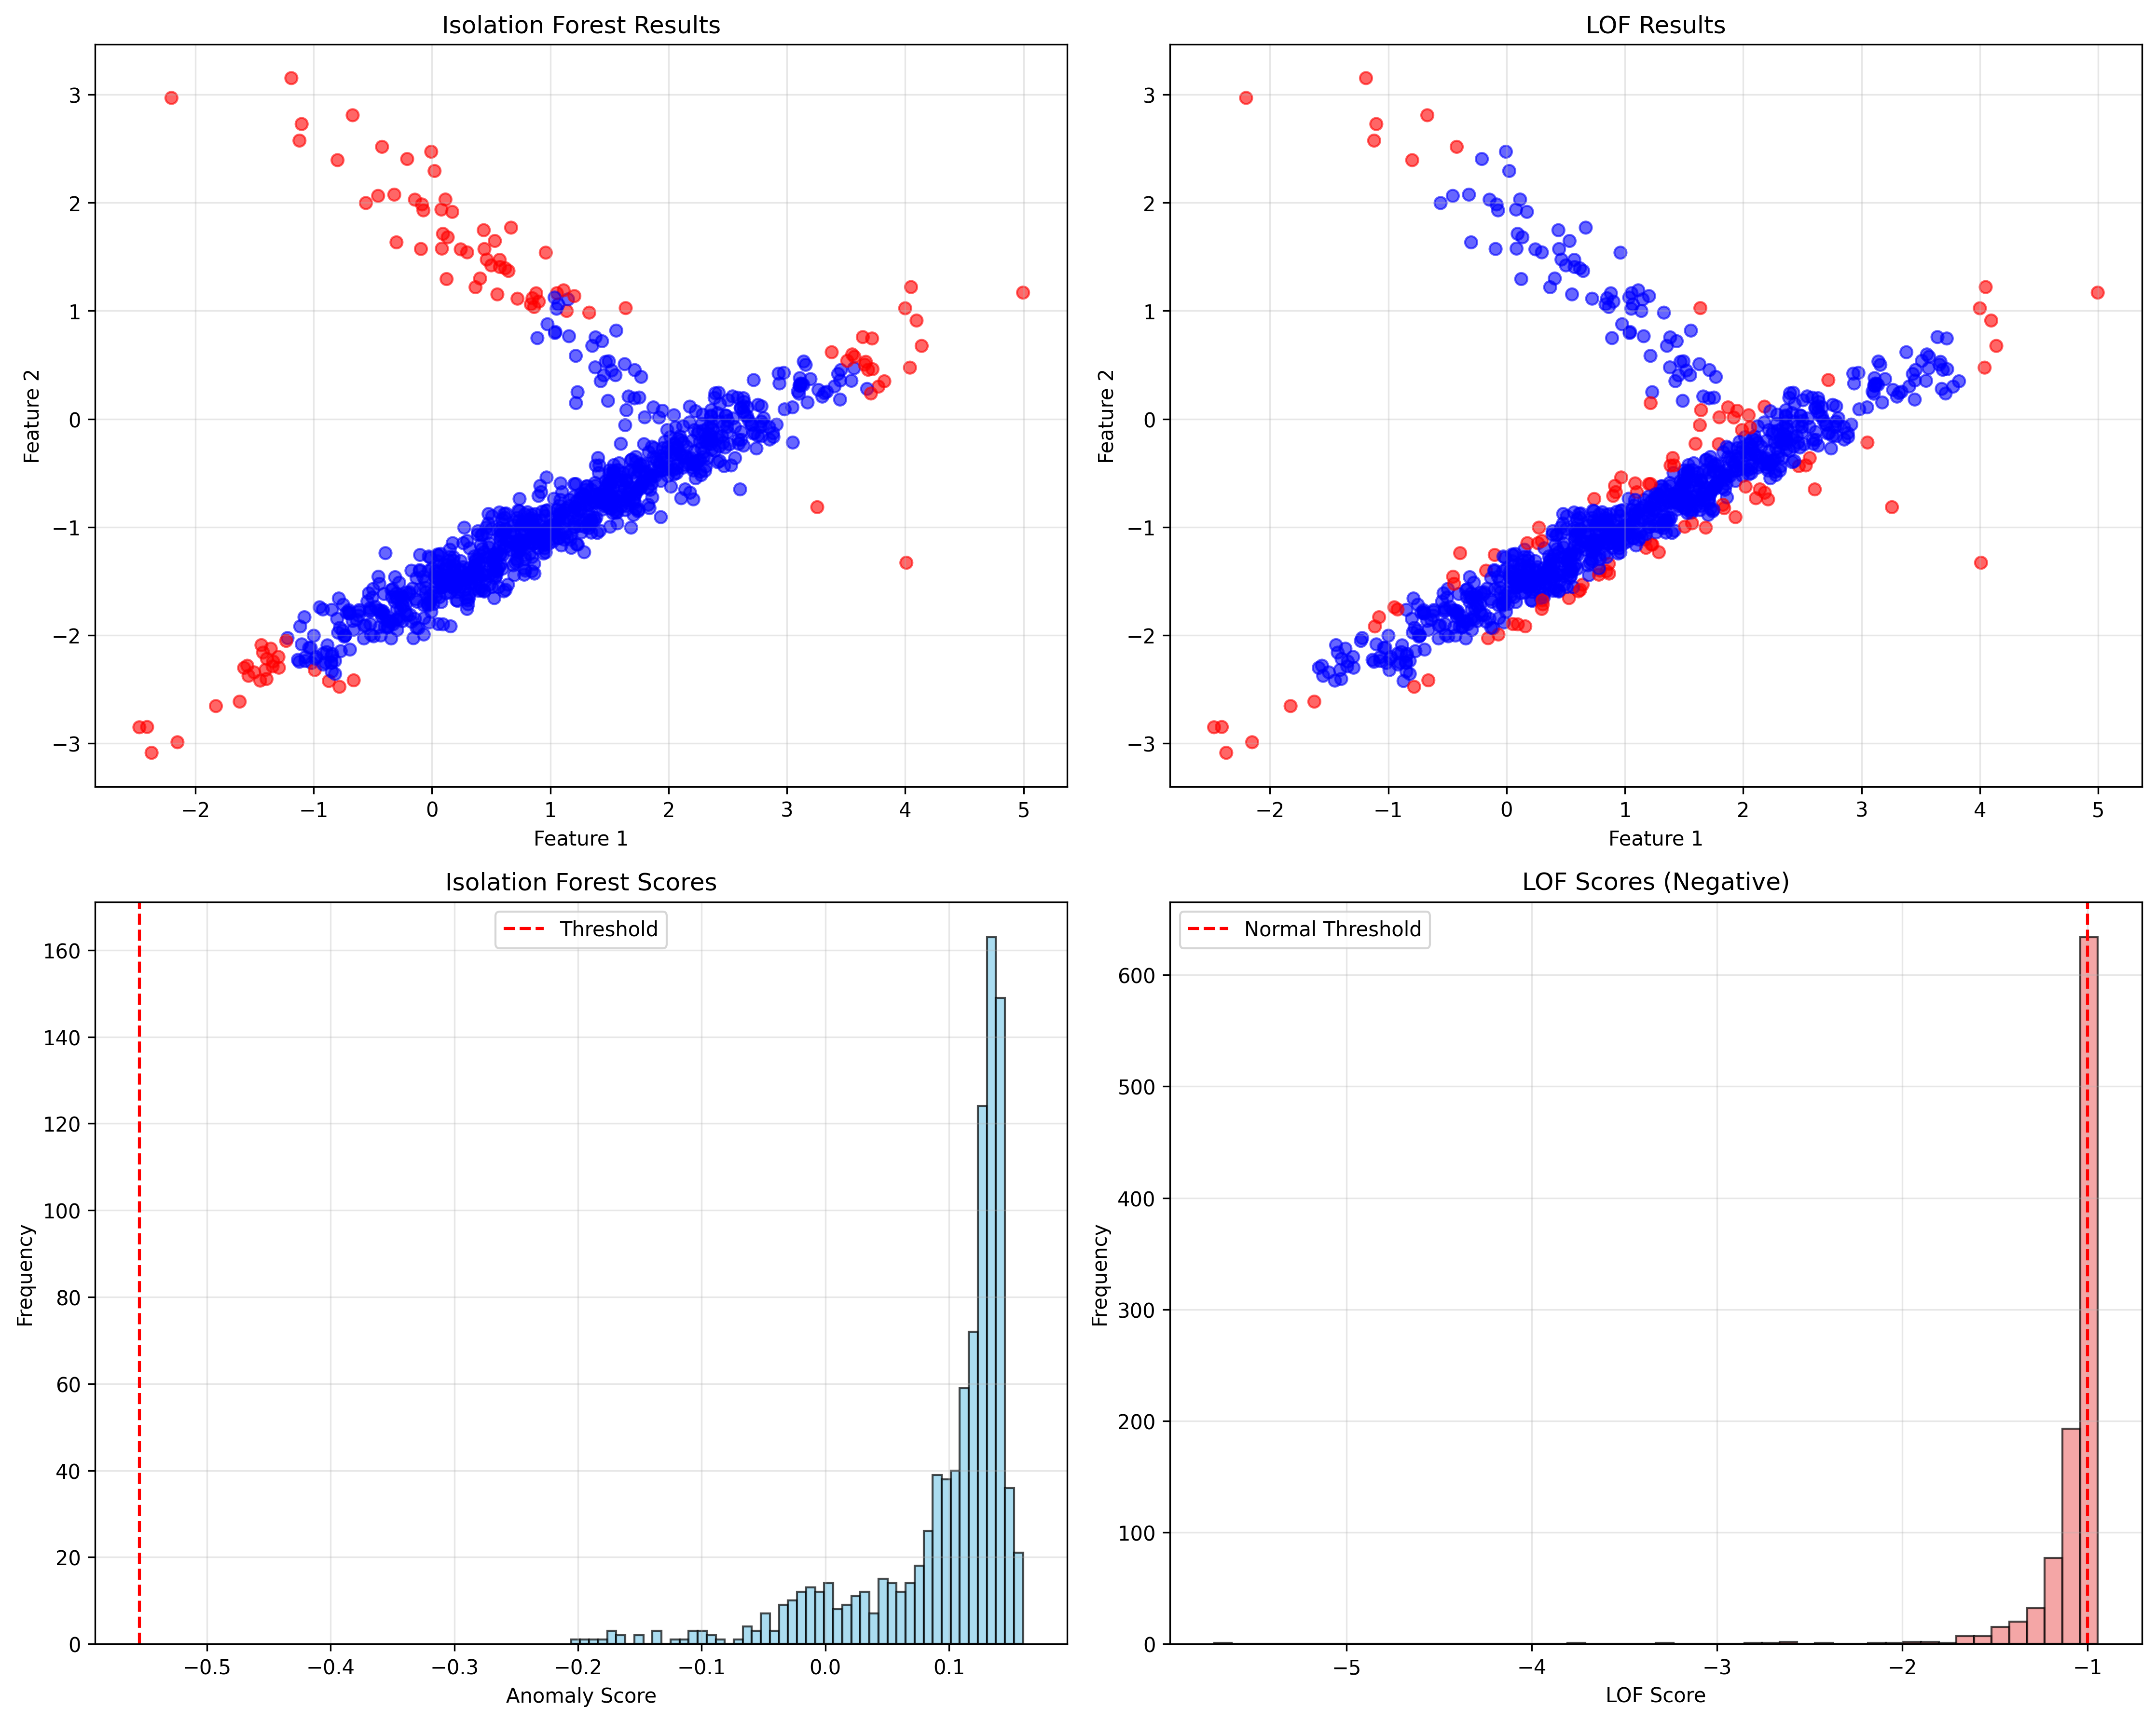 Isolation Forest Results
3
2
1
0
−1
−2
−3
Feature 2
−2 −1 0 1 2 3 4 5
Feature 1
LOF Results
3
2
1
0
−1
−2
−3
Feature 2
−2 −1 0 1 2 3 4 5
Feature 1
Isolation Forest Scores
Threshold
160
140
120
100
80
60
40
20
0
Frequency
−0.5 −0.4 −0.3 −0.2 −0.1 0.0 0.1
Anomaly Score
LOF Scores (Negative)
Normal Threshold
600
500
400
300
200
100
0
Frequency
−5 −4 −3 −2 −1
LOF Score